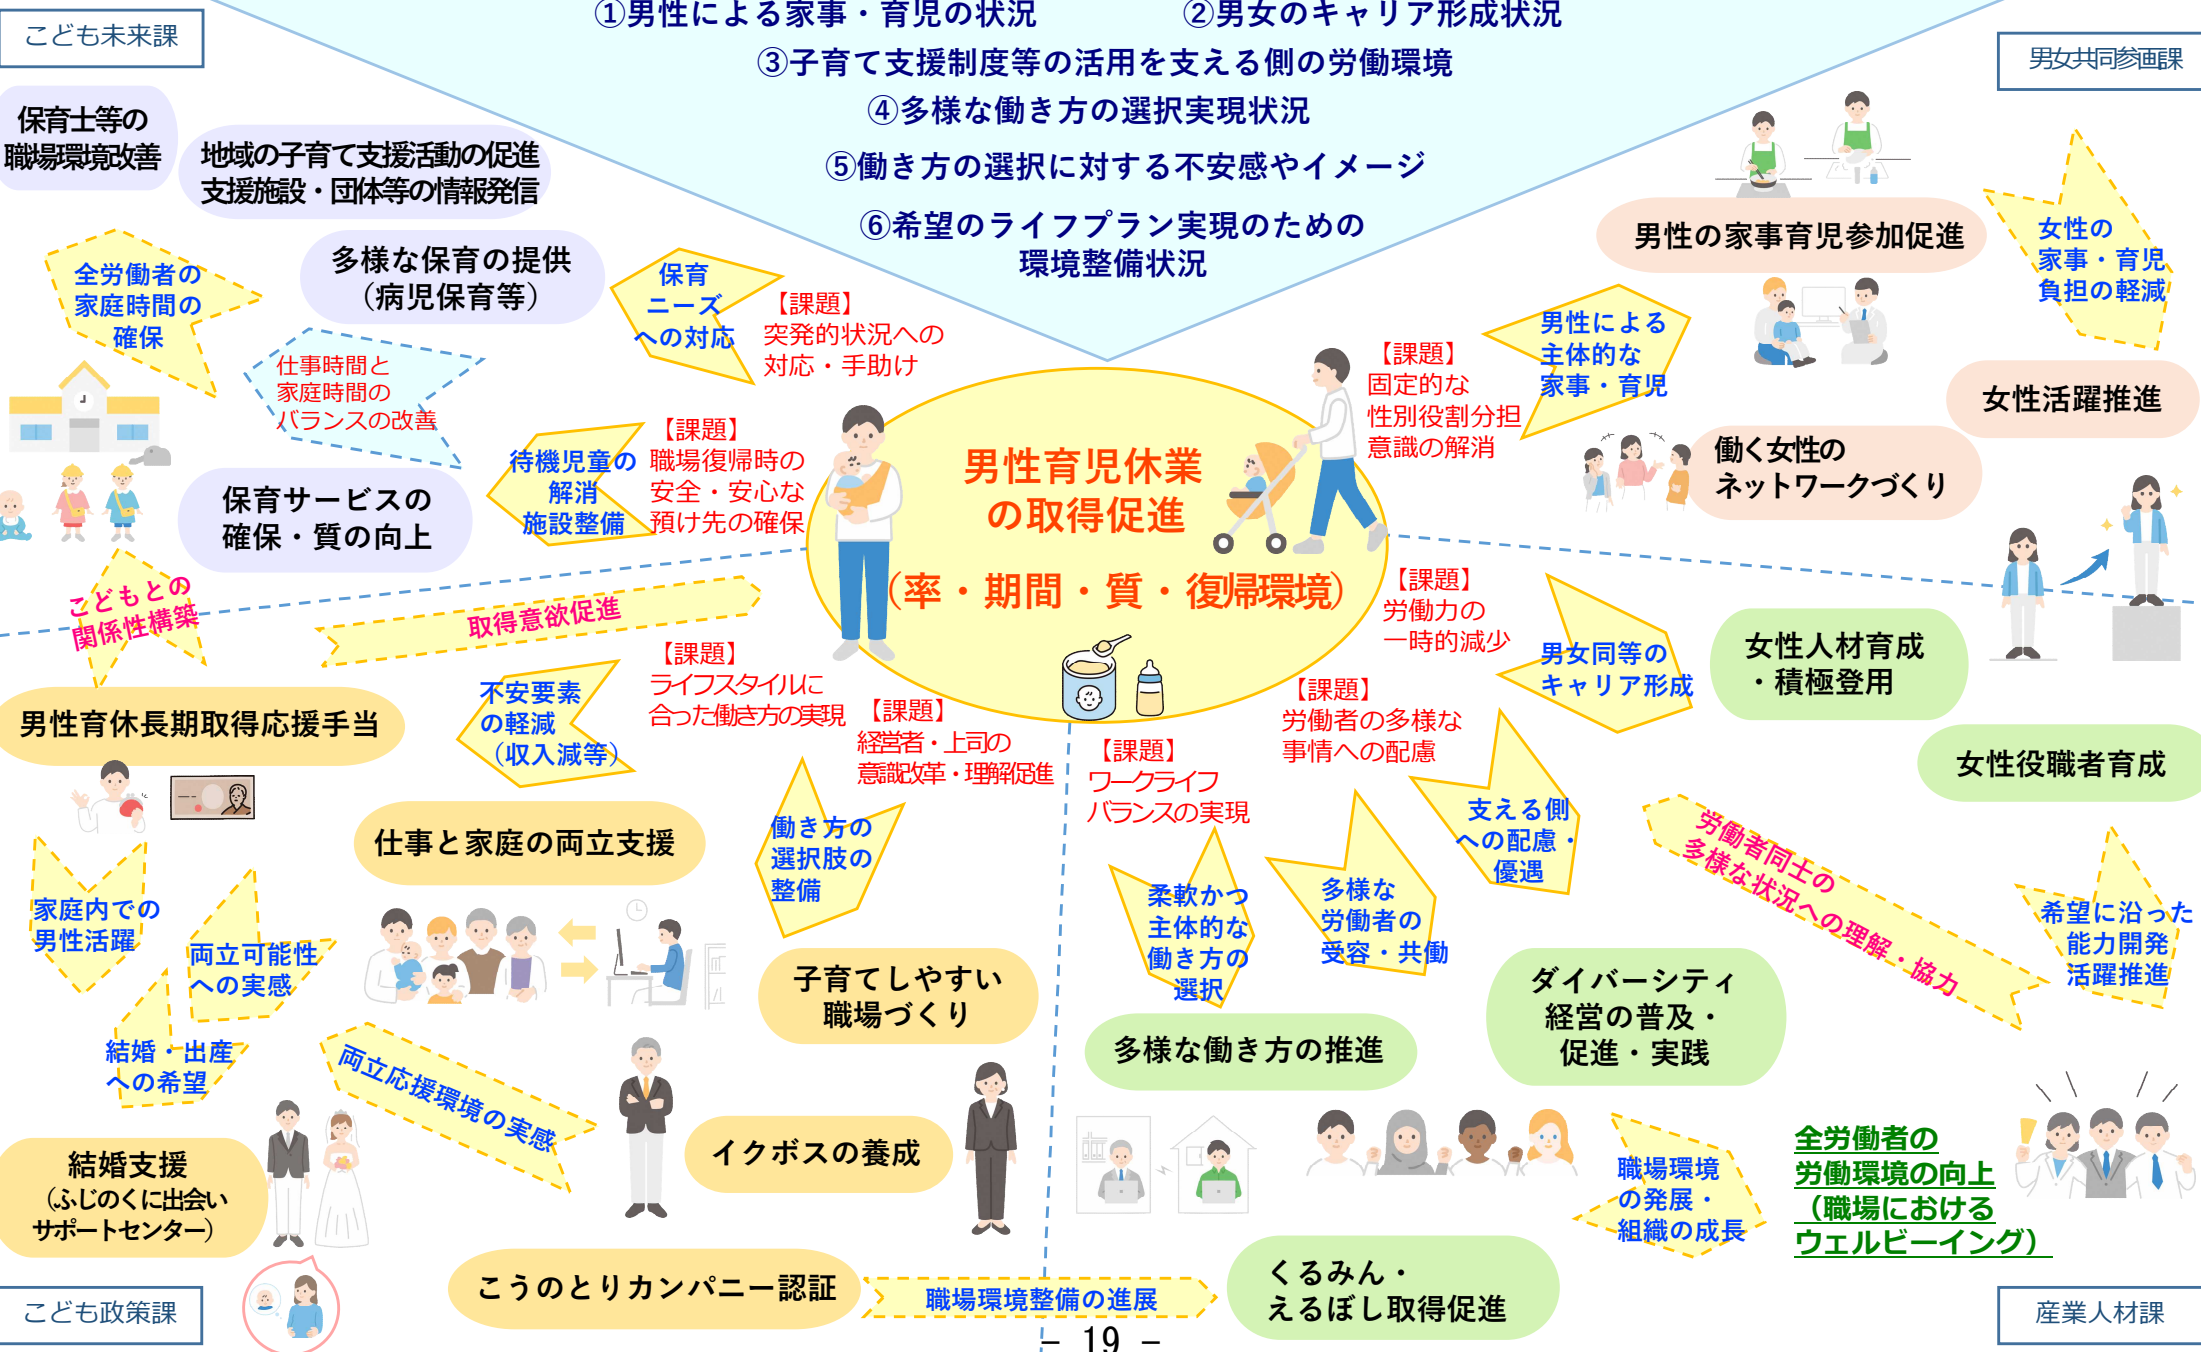 ①男性による家事・育児の状況
②男女のキャリア形成状況
③子育て支援制度等の活用を支える側の労働環境
④多様な働き方の選択実現状況
⑤働き方の選択に対する不安感やイメージ
⑥希望のライフプラン実現のための
環境整備状況
こども未来課
保育士等の
職場環境改善
地域の子育て支援活動の促進
支援施設・団体等の情報発信
多様な保育の提供
（病児保育等）
全労働者の
家庭時間の
確保
仕事時間と
家庭時間の
バランスの改善
保育
ニーズ
への対応
【課題】
突発的状況への
対応・手助け
待機児童の
解消
施設整備
【課題】
職場復帰時の
安全・安心な
預け先の確保
保育サービスの
確保・質の向上
男女共同参画課
男性の家事育児参加促進
女性の
家事・育児
負担の軽減
男性による
主体的な
家事・育児
【課題】
固定的な
性別役割分担
意識の解消
女性活躍推進
働く女性の
ネットワークづくり
男性育児休業
の取得促進
（率・期間・質・復帰環境）
こどもとの
関係性構築
取得意欲促進
男性育休長期取得応援手当
不安要素
の軽減
（収入減等）
【課題】
ライフスタイルに
合った働き方の実現
【課題】
経営者・上司の
意識改革・理解促進
仕事と家庭の両立支援
働き方の
選択肢の
整備
家庭内での
男性活躍
両立可能性
への実感
結婚・出産
への希望
両立応援環境の実感
子育てしやすい
職場づくり
イクボスの養成
結婚支援
（ふじのくに出会い
サポートセンター）
こうのとりカンパニー認証
こども政策課
職場環境整備の進展
【課題】
労働力の
一時的減少
男女同等の
キャリア形成
女性人材育成
・積極登用
女性役職者育成
【課題】
労働者の多様な
事情への配慮
【課題】
ワークライフ
バランスの実現
支える側
への配慮・
優遇
多様な
労働者の
受容・共働
柔軟かつ
主体的な
働き方の
選択
労働者同士の
多様な状況への理解・協力
希望に沿った
能力開発
活躍推進
多様な働き方の推進
ダイバーシティ
経営の普及・
促進・実践
職場環境
の発展・
組織の成長
全労働者の
労働環境の向上
（職場における
ウェルビーイング）
くるみん・
えるぼし取得促進
産業人材課
- 19 -